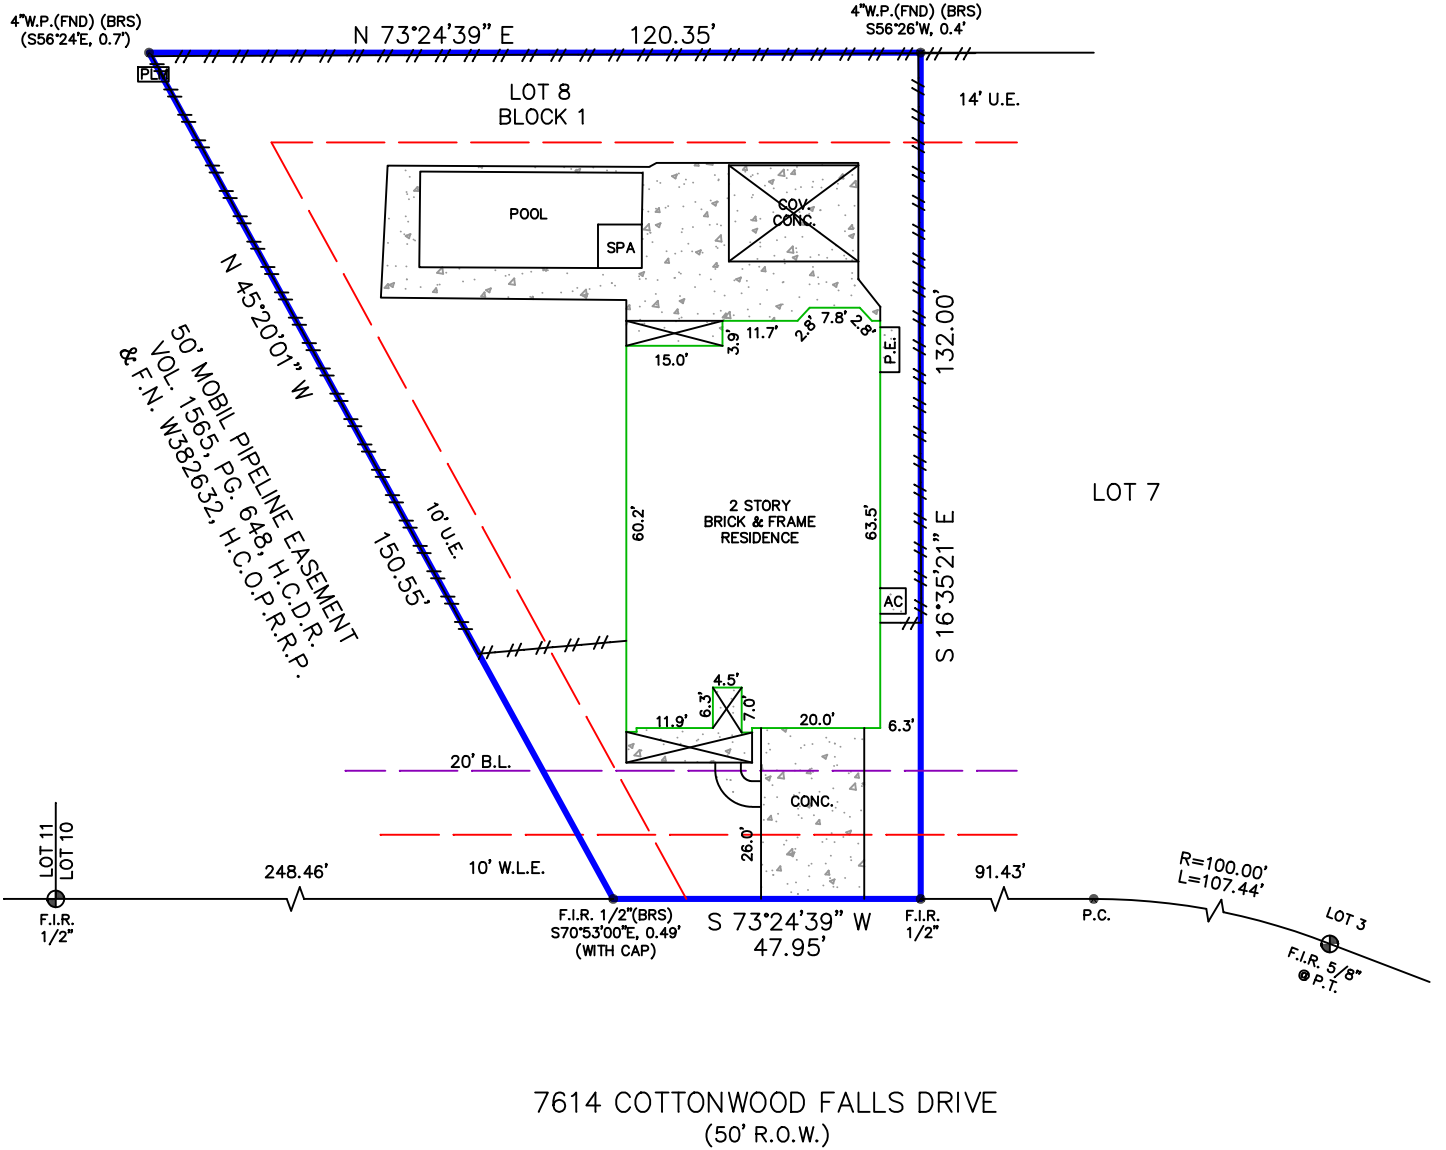 4"W.P.(FND) (BRS)
(S56°24'E, 0.7')
N 73°24'39" E 120.35'
4"W.P.(FND) (BRS)
S56°26'W, 0.4'
LOT 8
BLOCK 1
14' U.E.
POOL
SPA
COV.
CONC.
N 45°20'01" W
150.55'
50' MOBIL PIPELINE EASEMENT
VOL. 1565, PG. 648, H.C.D.R.
& F.N. W382632, H.C.O.P.R.R.P.
10' U.E.
15.0'
3.9'
11.7'
2.8'
7.8'
2.8'
P.E.
132.00'
S 16°35'21" E
LOT 7
2 STORY
BRICK & FRAME
RESIDENCE
60.2'
63.5'
AC
4.5'
6.3'
7.0'
11.9'
20.0'
6.3'
20' B.L.
CONC.
26.0'
10' W.L.E.
LOT 11
LOT 10
248.46'
F.I.R.
1/2"
F.I.R. 1/2"(BRS)
S70°53'00"E, 0.49'
(WITH CAP)
S 73°24'39" W
47.95'
F.I.R.
1/2"
91.43'
P.C.
R=100.00'
L=107.44'
LOT 3
F.I.R. 5/8"
@ P.T.
7614 COTTONWOOD FALLS DRIVE
(50' R.O.W.)